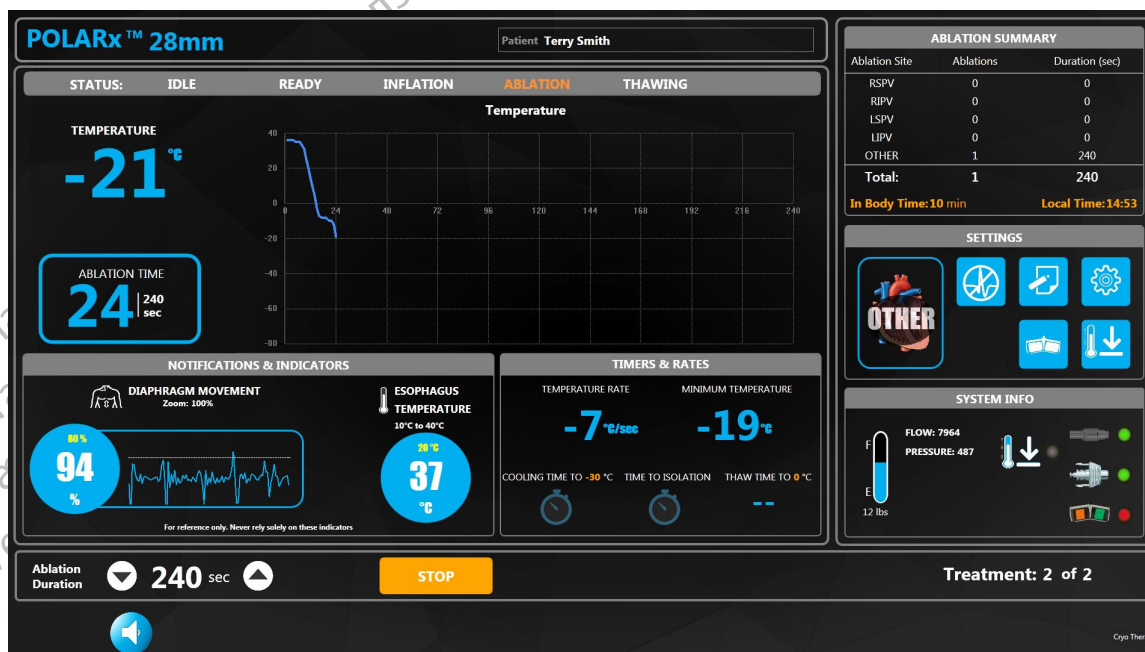 POLARx™ 28mm
Patient Terry Smith
STATUS: IDLE READY INFLATION ABLATION THAWING
TEMPERATURE
-21 °C
Temperature
40
20
0
-20
-40
-60
-80
0 24 48 72 96 120 144 168 192 216 240
ABLATION TIME
24 240
sec
NOTIFICATIONS & INDICATORS
DIAPHRAGM MOVEMENT
Zoom: 100%
80 %
94
%
ESOPHAGUS
TEMPERATURE
10°C to 40°C
20 °C
37
°C
For reference only. Never rely solely on these indicators
TIMERS & RATES
TEMPERATURE RATE MINIMUM TEMPERATURE
-7 °C/sec -19 °C
COOLING TIME TO -30 °C TIME TO ISOLATION THAW TIME TO 0 °C
--
ABLATION SUMMARY
Ablation Site Ablations Duration (sec)
RSPV 0 0
RIPV 0 0
LSPV 0 0
LIPV 0 0
OTHER 1 240
Total: 1 240
In Body Time:10 min Local Time:14:53
SETTINGS
OTHER
SYSTEM INFO
F
E
12 lbs
FLOW: 7964
PRESSURE: 487
Ablation
Duration
240 sec
STOP
Treatment: 2 of 2